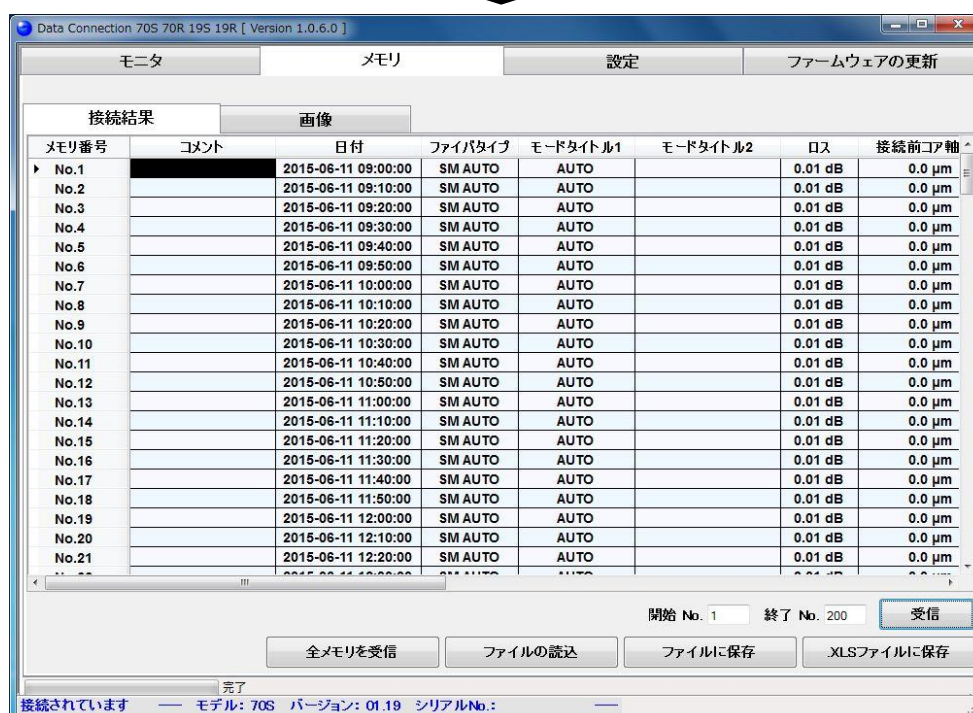 Data Connection 70S 70R 19S 19R [ Version 1.0.6.0 ]
モニタ メモリ 設定 ファームウェアの更新
接続結果 画像
メモリ番号 コメント 日付 ファイバタイプ モードタイトル1 モードタイトル2 ロス 接続前コア軸
No.1 2015-06-11 09:00:00 SM AUTO AUTO 0.01 dB 0.0 µm
No.2 2015-06-11 09:10:00 SM AUTO AUTO 0.01 dB 0.0 µm
No.3 2015-06-11 09:20:00 SM AUTO AUTO 0.01 dB 0.0 µm
No.4 2015-06-11 09:30:00 SM AUTO AUTO 0.01 dB 0.0 µm
No.5 2015-06-11 09:40:00 SM AUTO AUTO 0.01 dB 0.0 µm
No.6 2015-06-11 09:50:00 SM AUTO AUTO 0.01 dB 0.0 µm
No.7 2015-06-11 10:00:00 SM AUTO AUTO 0.01 dB 0.0 µm
No.8 2015-06-11 10:10:00 SM AUTO AUTO 0.01 dB 0.0 µm
No.9 2015-06-11 10:20:00 SM AUTO AUTO 0.01 dB 0.0 µm
No.10 2015-06-11 10:30:00 SM AUTO AUTO 0.01 dB 0.0 µm
No.11 2015-06-11 10:40:00 SM AUTO AUTO 0.01 dB 0.0 µm
No.12 2015-06-11 10:50:00 SM AUTO AUTO 0.01 dB 0.0 µm
No.13 2015-06-11 11:00:00 SM AUTO AUTO 0.01 dB 0.0 µm
No.14 2015-06-11 11:10:00 SM AUTO AUTO 0.01 dB 0.0 µm
No.15 2015-06-11 11:20:00 SM AUTO AUTO 0.01 dB 0.0 µm
No.16 2015-06-11 11:30:00 SM AUTO AUTO 0.01 dB 0.0 µm
No.17 2015-06-11 11:40:00 SM AUTO AUTO 0.01 dB 0.0 µm
No.18 2015-06-11 11:50:00 SM AUTO AUTO 0.01 dB 0.0 µm
No.19 2015-06-11 12:00:00 SM AUTO AUTO 0.01 dB 0.0 µm
No.20 2015-06-11 12:10:00 SM AUTO AUTO 0.01 dB 0.0 µm
No.21 2015-06-11 12:20:00 SM AUTO AUTO 0.01 dB 0.0 µm
開始 No. 1 終了 No. 200 受信
全メモリを受信 ファイルの読込 ファイルに保存 .XLSファイルに保存
完了
接続されています ── モデル: 70S バージョン: 01.19 シリアルNo.: ──